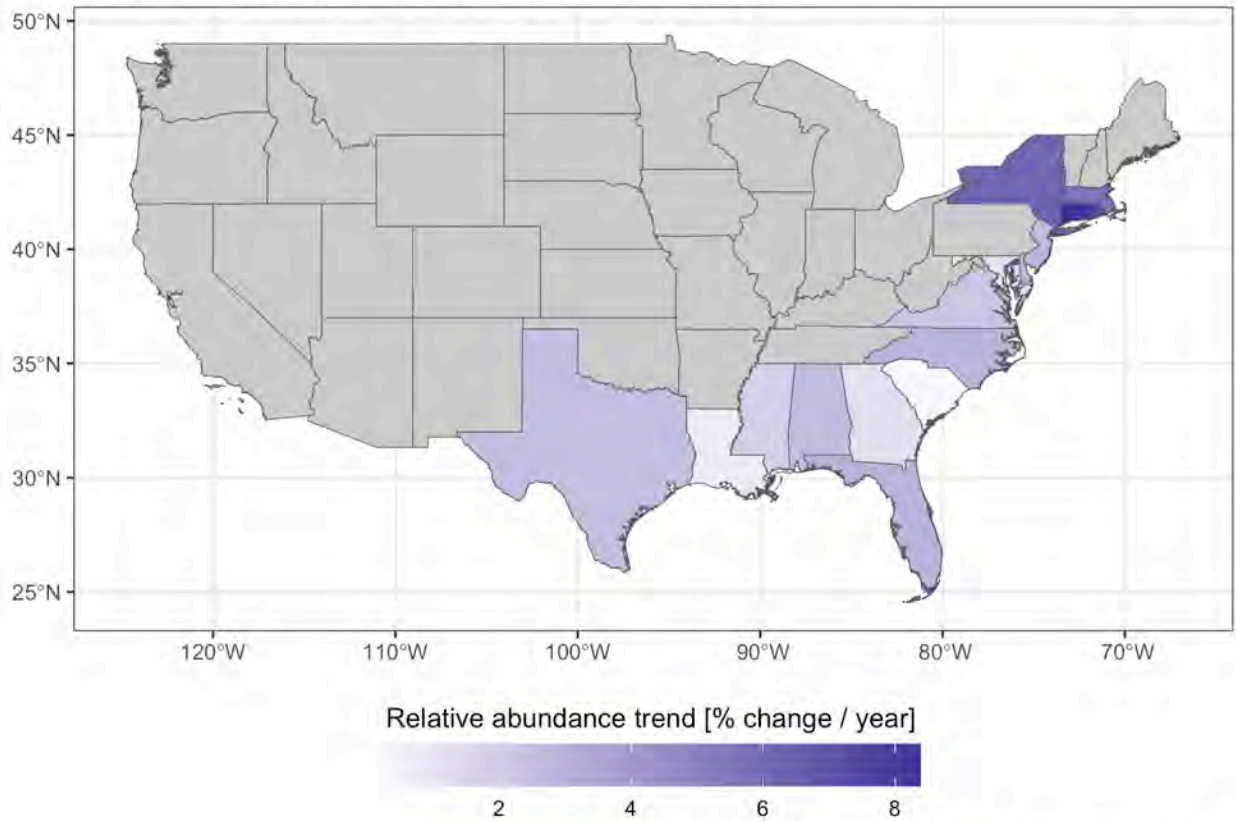 50°N
45°N
40°N
35°N
30°N
25°N
120°W 110°W 100°W 90°W 80°W 70°W
Relative abundance trend [% change / year]
2 4 6 8